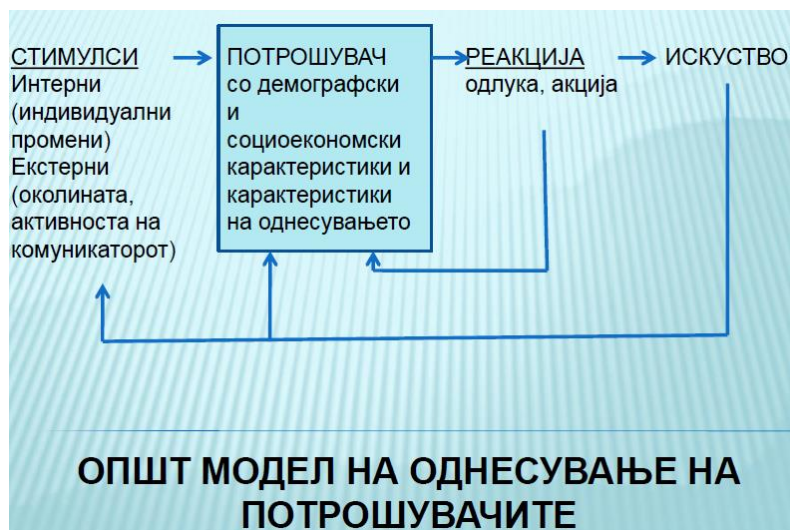 СТИМУЛСИ
Интерни
(индивидуални
промени)
Екстерни
(околината,
активноста на
комуникаторот)
ПОТРОШУВАЧ
со демографски
и
социоекономски
карактеристики и
карактеристики
на однесувањето
РЕАКЦИЈА
одлука, акција
ИСКУСТВО
ОПШТ МОДЕЛ НА ОДНЕСУВАЊЕ НА
ПОТРОШУВАЧИТЕ